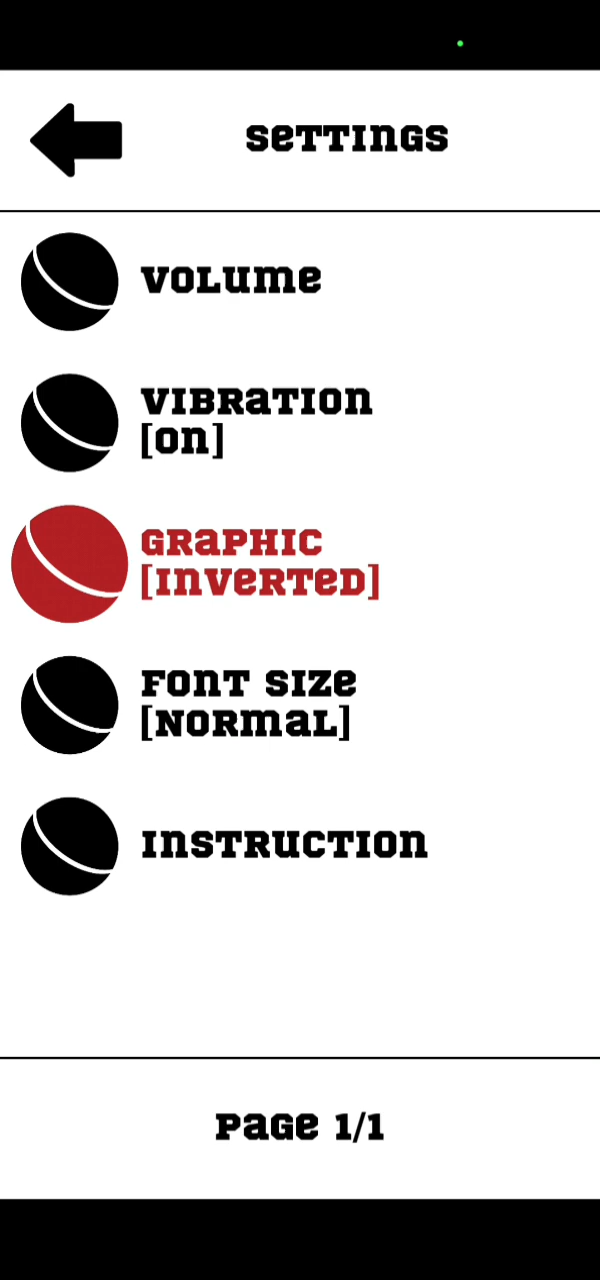 SETTINGS
VOLUME
VIBRATION
[ON]
GRAPHIC
[INVERTED]
FONT SIZE
[NORMAL]
INSTRUCTION
PAGE 1/1